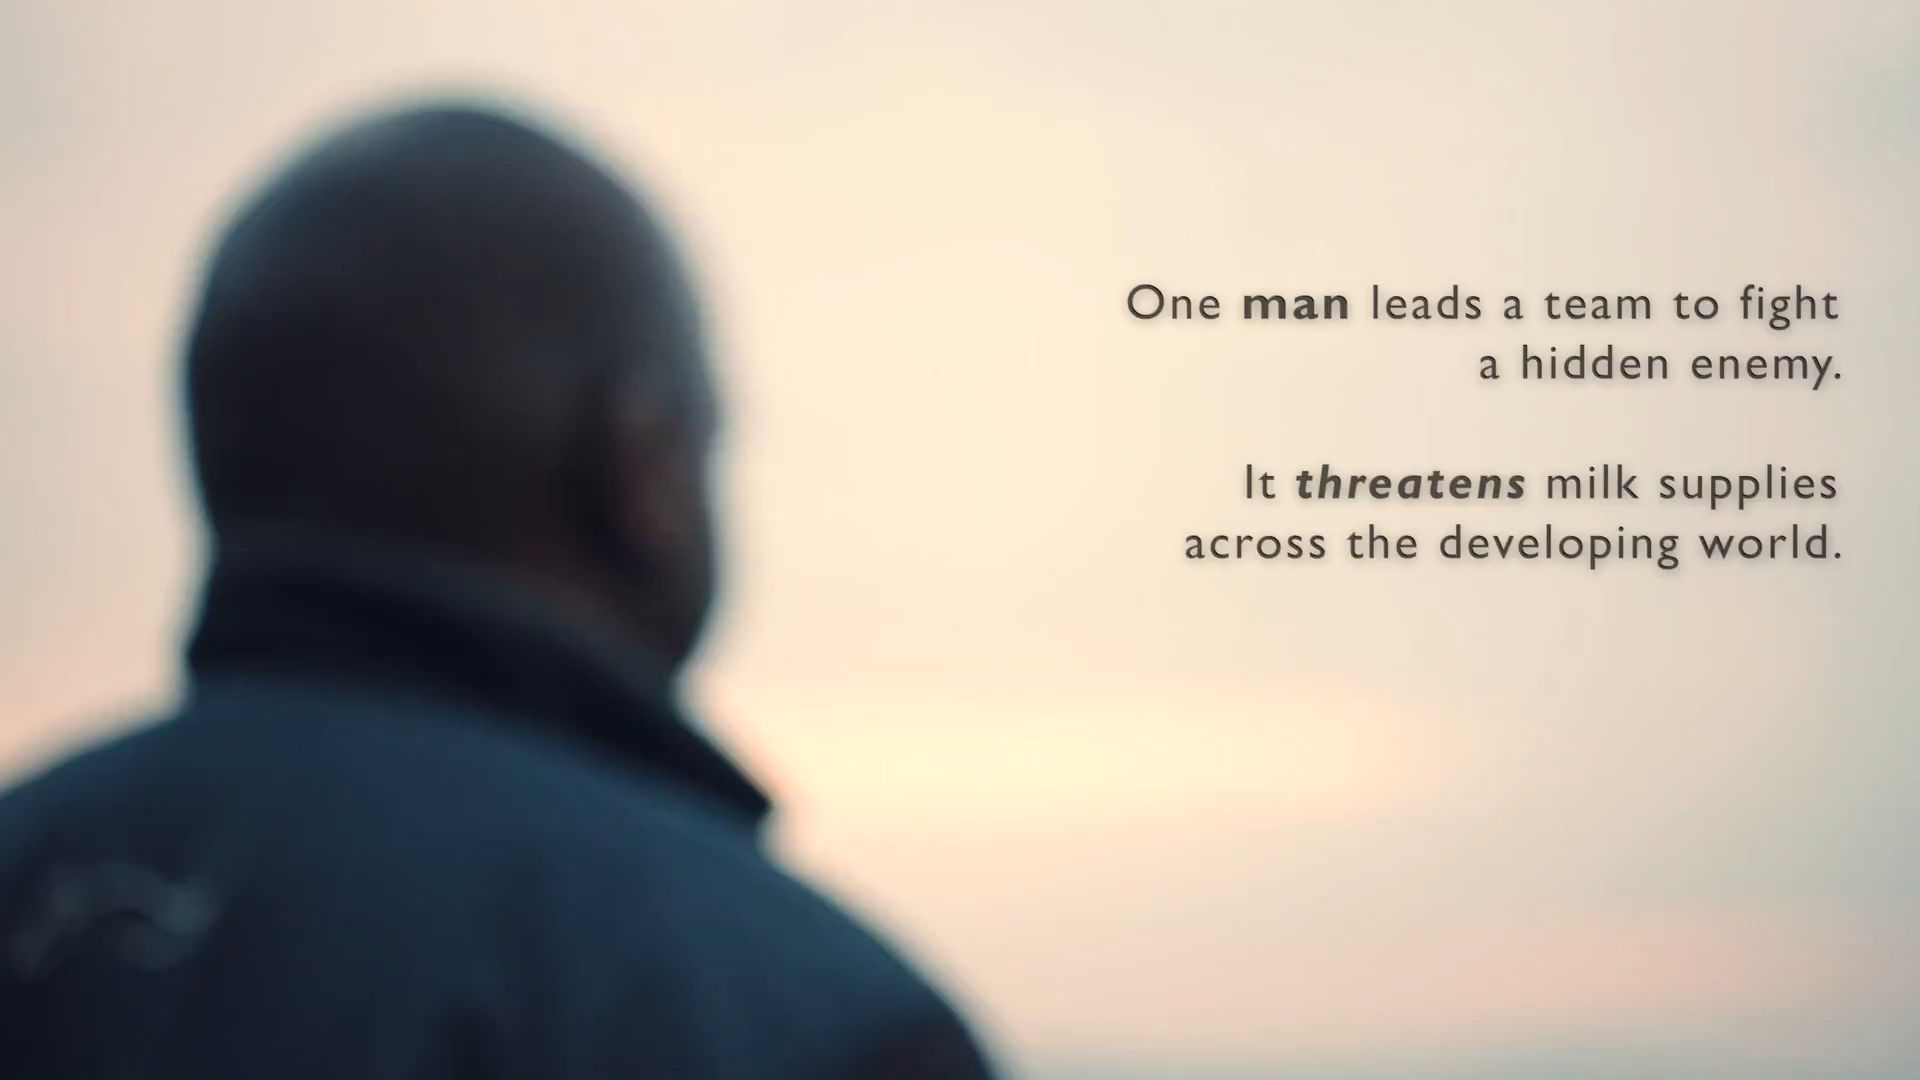 One man leads a team to fight
a hidden enemy.
It threatens milk supplies
across the developing world.